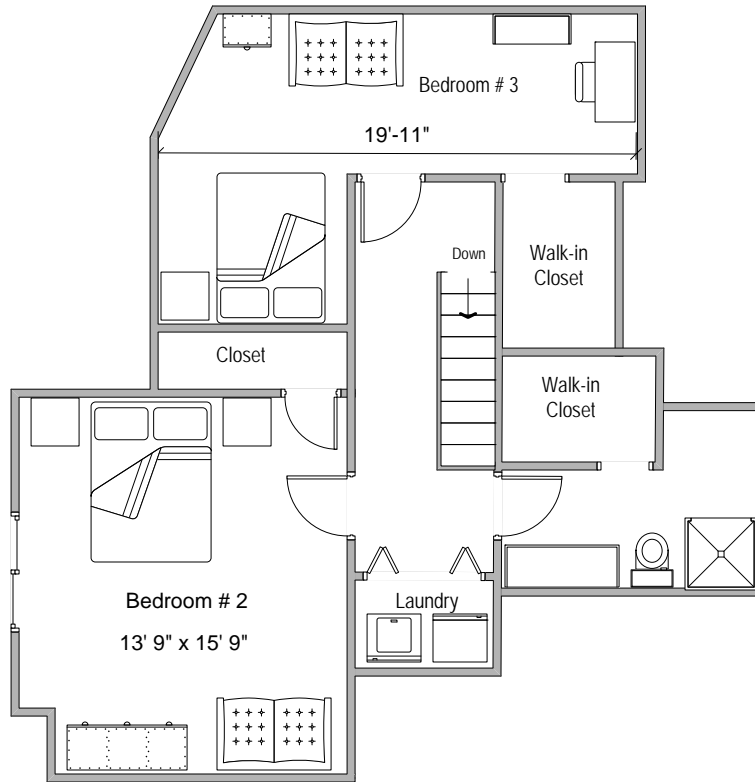 Bedroom # 3
19'-11"
Down
Walk-in
Closet
Closet
Walk-in
Closet
Bedroom # 2
13' 9" x 15' 9"
Laundry